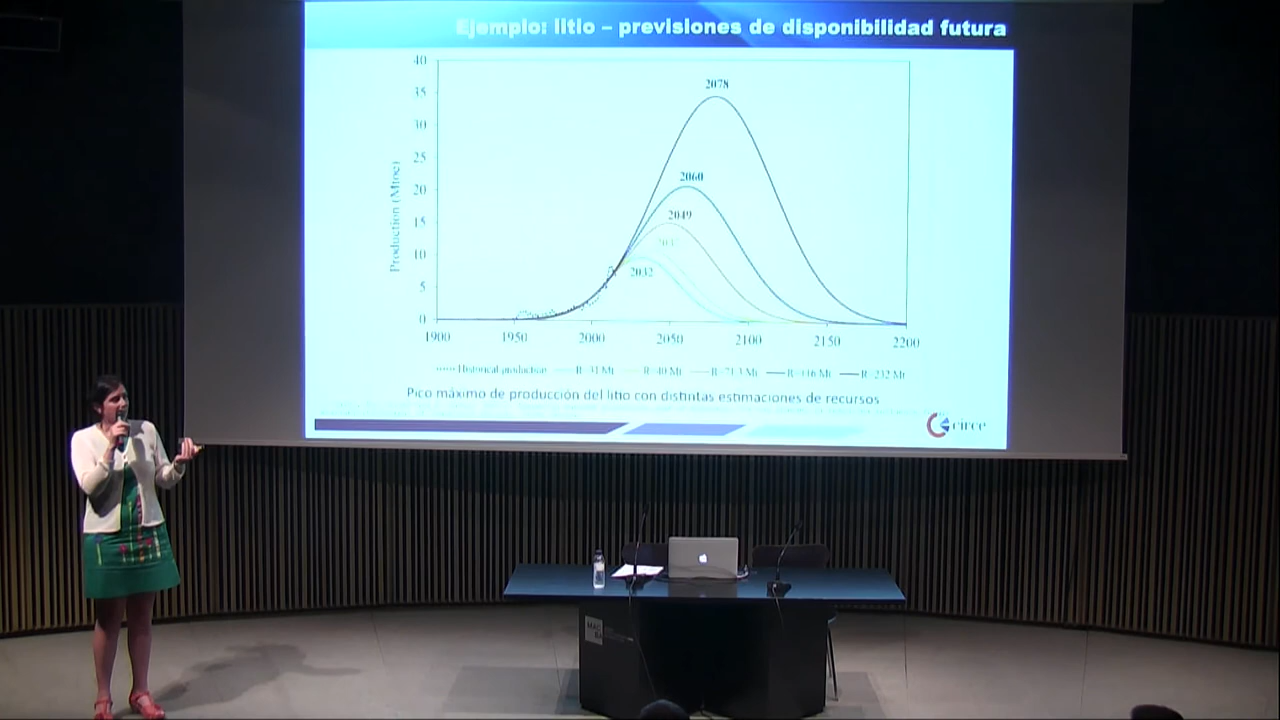 Ejemplo: litio – previsiones de disponibilidad futura
40
35
30
25
20
15
10
5
0
Production (Mtoe)
2078
2060
2049
2032
1900
1950
2000
2050
2100
2150
2200
Historical production
Pico máximo de producción del litio con distintas estimaciones de recursos
circe
MAC
BA